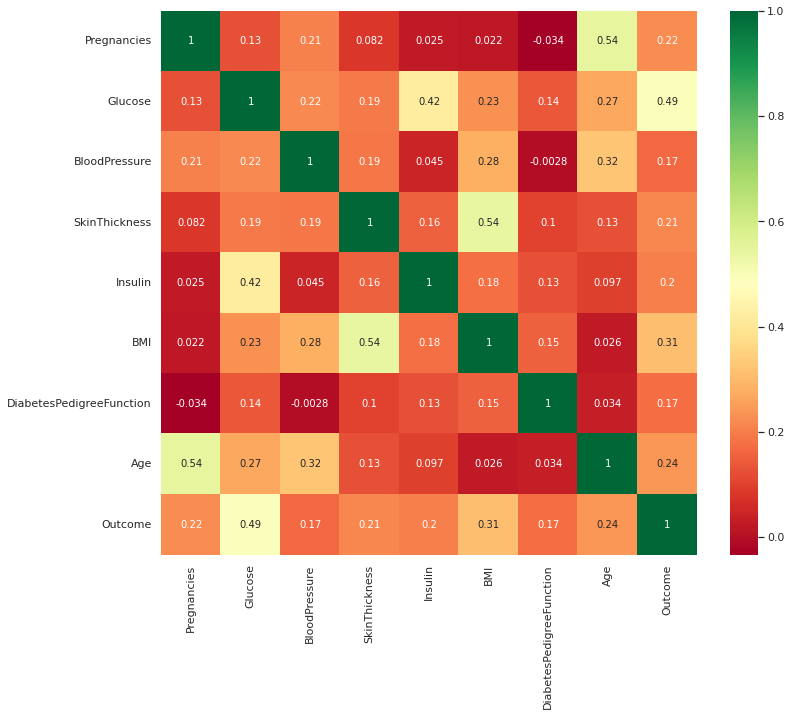 Pregnancies 1 0.13 0.21 0.082 0.025 0.022 -0.034 0.54 0.22
Glucose 0.13 1 0.22 0.19 0.42 0.23 0.14 0.27 0.49
BloodPressure 0.21 0.22 1 0.19 0.045 0.28 -0.0028 0.32 0.17
SkinThickness 0.082 0.19 0.19 1 0.16 0.54 0.1 0.13 0.21
Insulin 0.025 0.42 0.045 0.16 1 0.18 0.13 0.097 0.2
BMI 0.022 0.23 0.28 0.54 0.18 1 0.15 0.026 0.31
DiabetesPedigreeFunction -0.034 0.14 -0.0028 0.1 0.13 0.15 1 0.034 0.17
Age 0.54 0.27 0.32 0.13 0.097 0.026 0.034 1 0.24
Outcome 0.22 0.49 0.17 0.21 0.2 0.31 0.17 0.24 1
Pregnancies
Glucose
BloodPressure
SkinThickness
Insulin
BMI
DiabetesPedigreeFunction
Age
Outcome
1.0
0.8
0.6
0.4
0.2
0.0